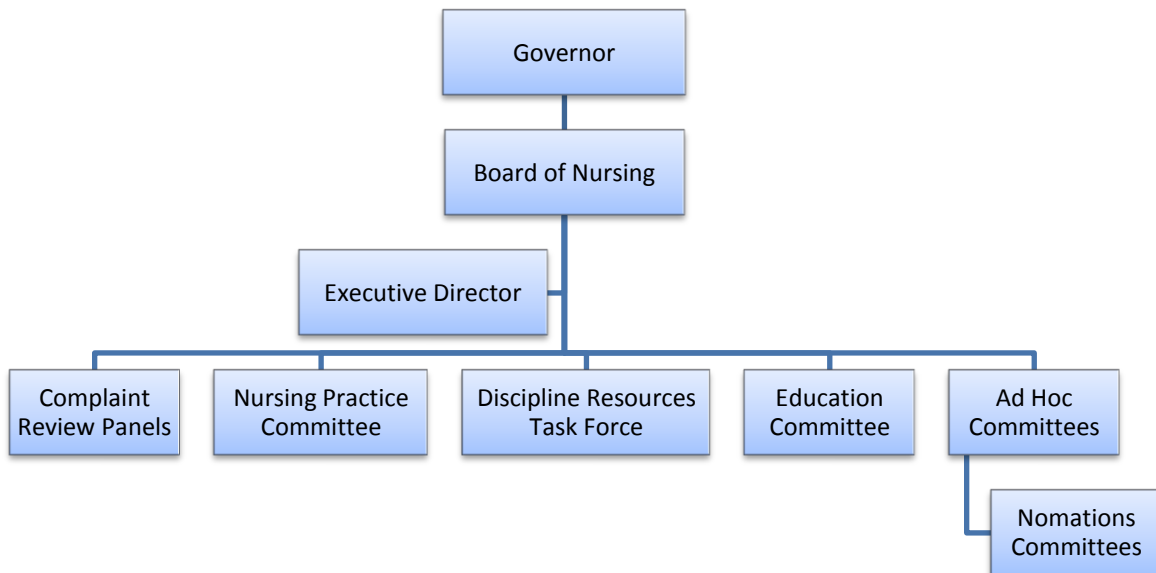 Governor
Board of Nursing
Executive Director
Complaint
Review Panels
Nursing Practice
Committee
Discipline Resources
Task Force
Education
Committee
Ad Hoc
Committees
Nomations
Committees